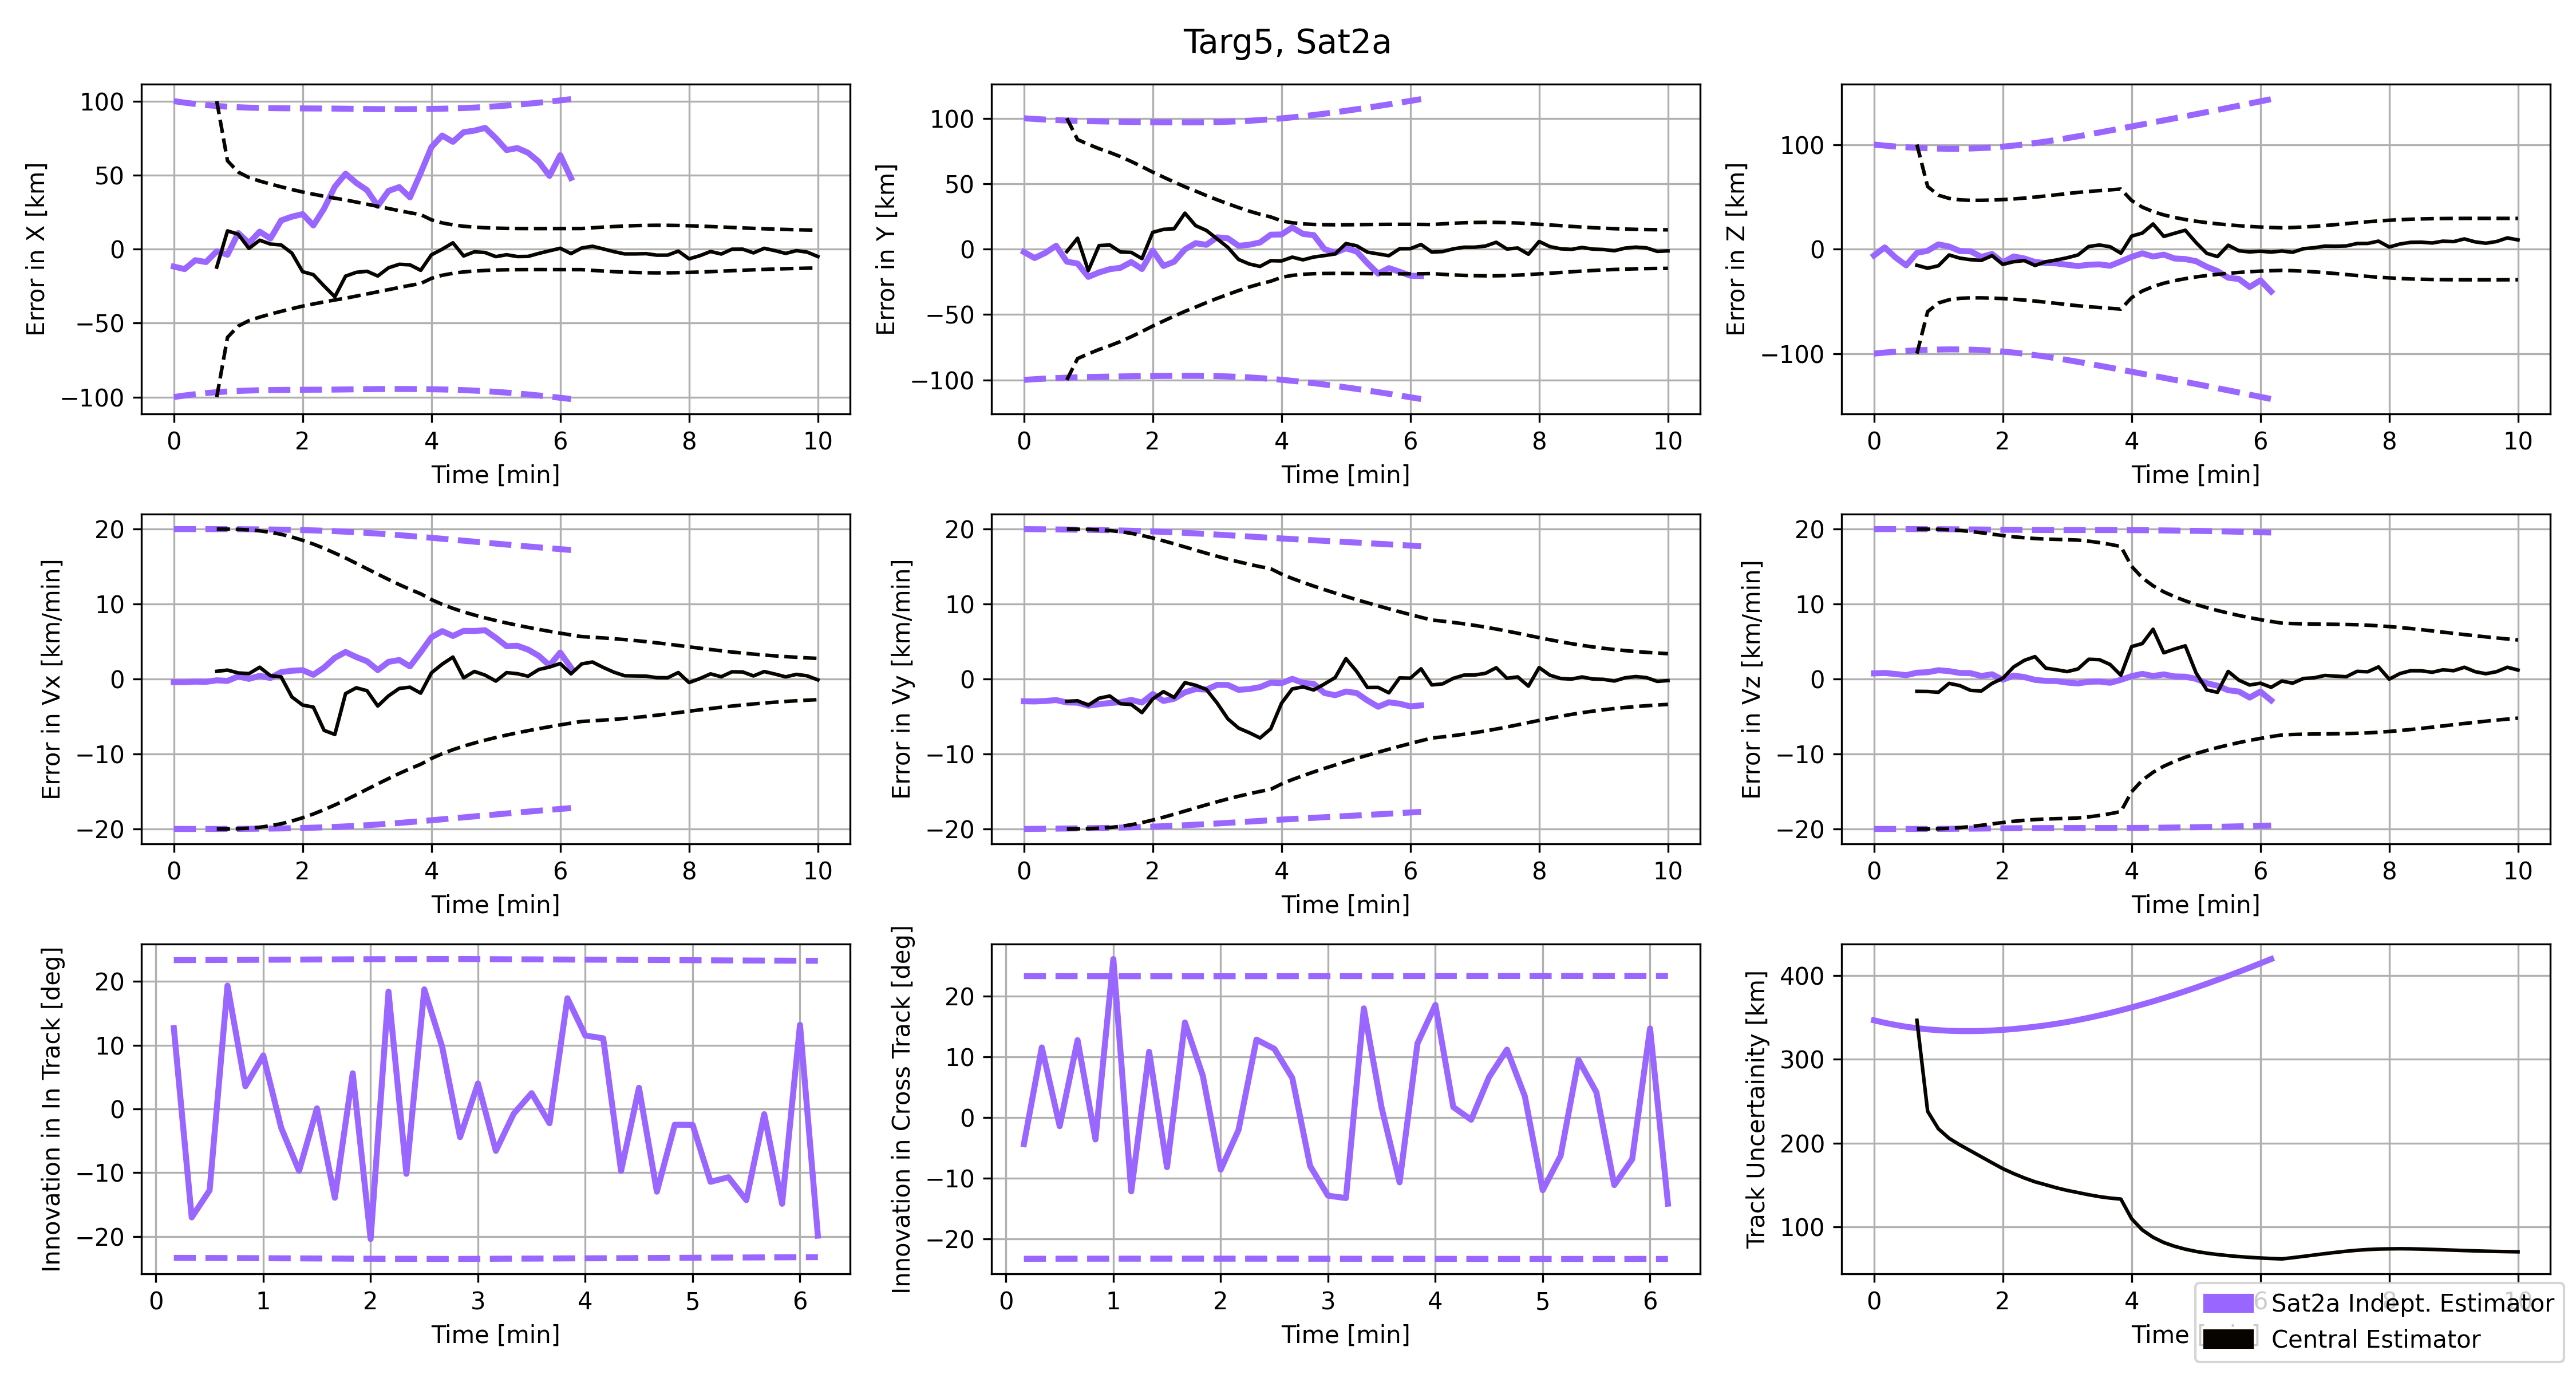 Targ5, Sat2a
Error in X [km]
100
50
0
−50
−100
0 2 4 6 8 10
Time [min]
Error in Y [km]
100
50
0
−50
−100
0 2 4 6 8 10
Time [min]
Error in Z [km]
100
0
−100
0 2 4 6 8 10
Time [min]
Error in Vx [km/min]
20
10
0
−10
−20
0 2 4 6 8 10
Time [min]
Error in Vy [km/min]
20
10
0
−10
−20
0 2 4 6 8 10
Time [min]
Error in Vz [km/min]
20
10
0
−10
−20
0 2 4 6 8 10
Time [min]
Innovation in In Track [deg]
20
10
0
−10
−20
0 1 2 3 4 5 6
Time [min]
Innovation in Cross Track [deg]
20
10
0
−10
−20
0 1 2 3 4 5 6
Time [min]
Track Uncertainity [km]
400
300
200
100
0 2 4 6 8 10
Time [min]
Sat2a Indept. Estimator
Central Estimator